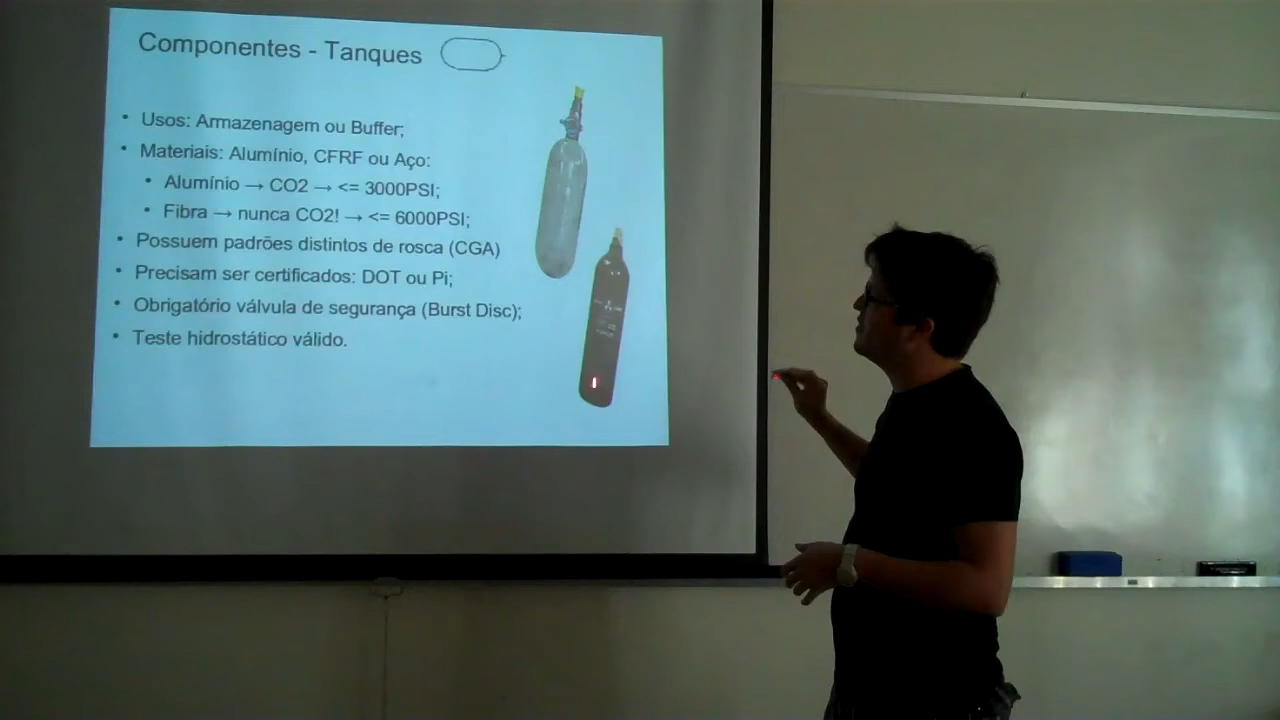 Componentes - Tanques
• Usos: Armazenagem ou Buffer;
• Materiais: Alumínio, CFRF ou Aço:
• Alumínio → CO2 → <= 3000PSI;
• Fibra → nunca CO2! → <= 6000PSI;
• Possuem padrões distintos de rosca (CGA)
• Precisam ser certificados: DOT ou Pi;
• Obrigatório válvula de segurança (Burst Disc);
• Teste hidrostático válido.